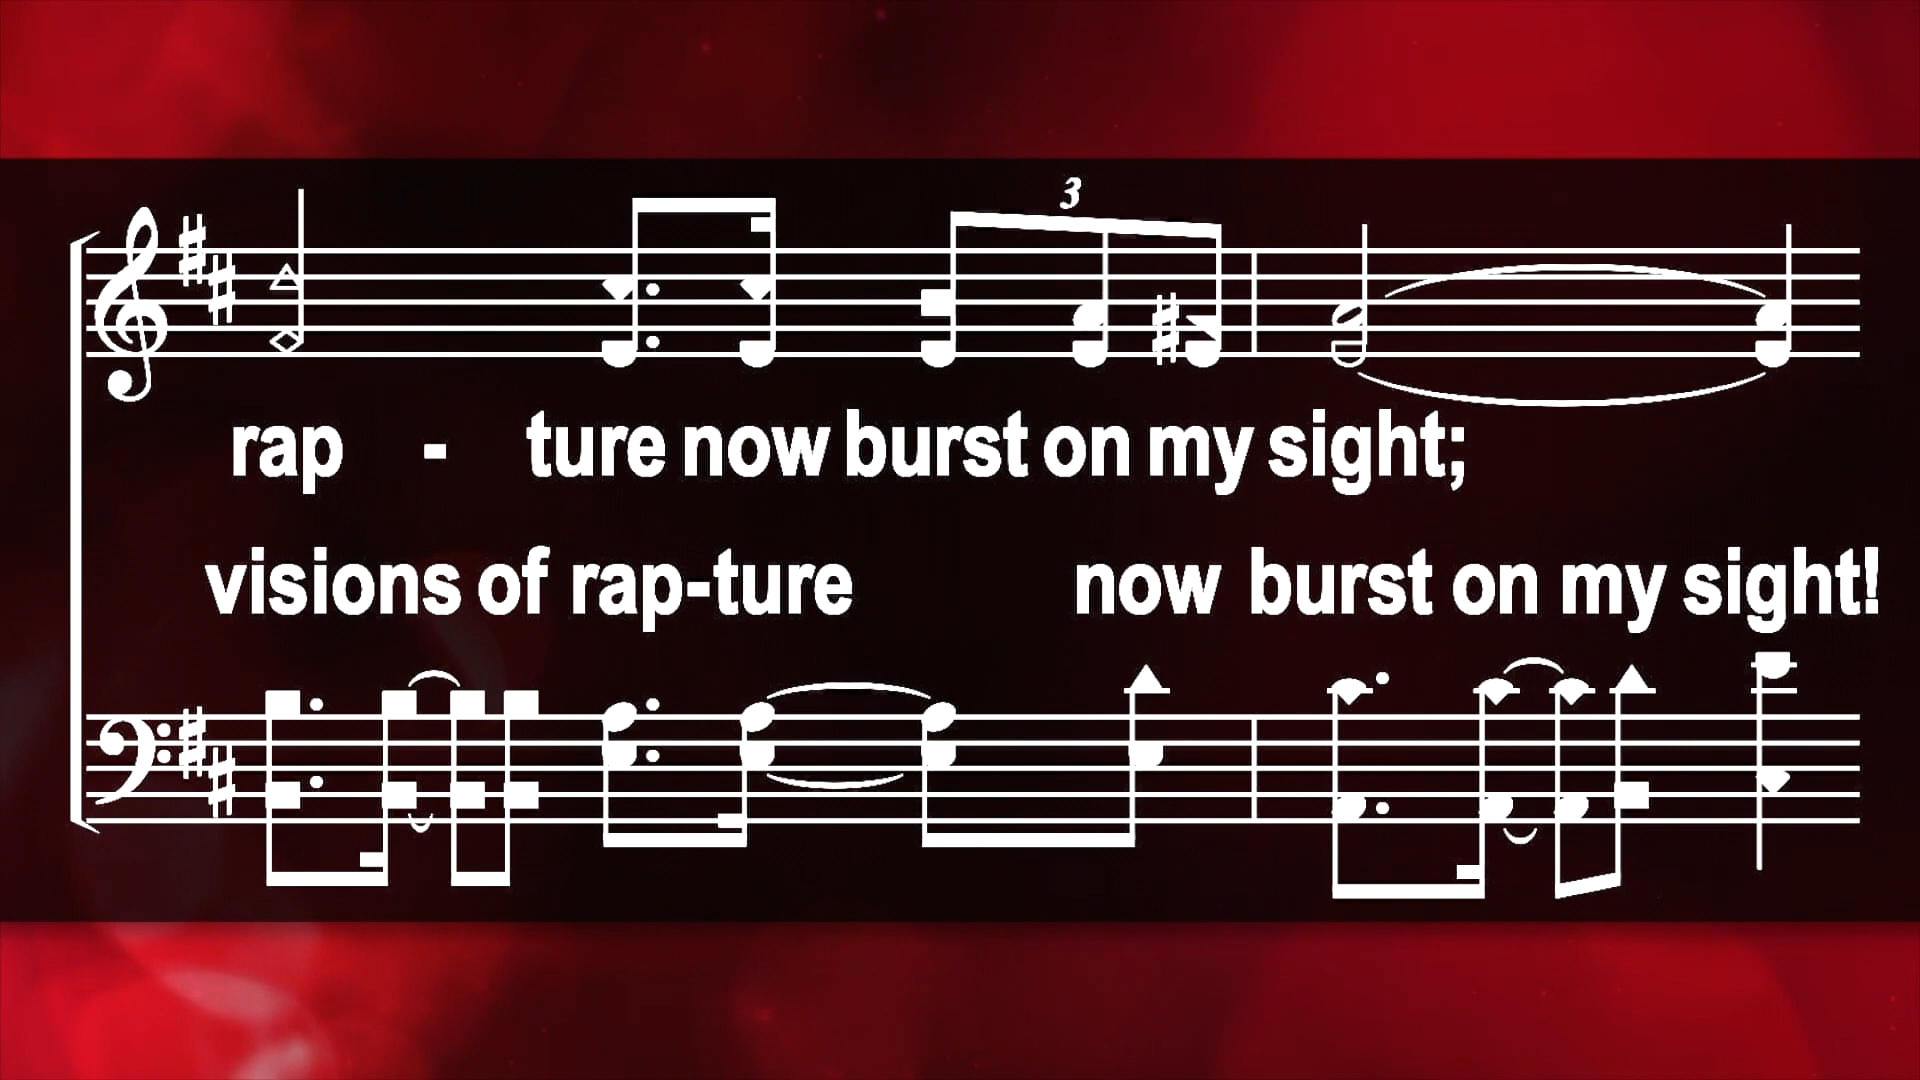 3
rap - ture now burst on my sight;
visions of rap-ture now burst on my sight!